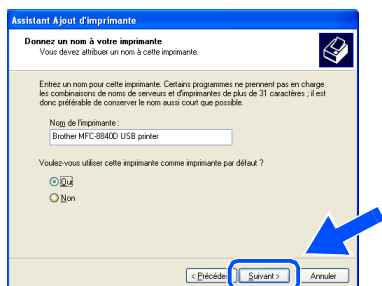 Assistant Ajout d'imprimante
Donnez un nom à votre imprimante
Vous devez attribuer un nom à cette imprimante.
Entrez un nom pour cette imprimante. Certains programmes ne prennent pas en charge
les combinaisons de noms de serveurs et d'imprimantes de plus de 31 caractères ; il est
donc préférable de conserver le nom aussi court que possible.
Nom de l'imprimante :
Brother MFC-8840D USB printer
Voulez-vous utiliser cette imprimante comme imprimante par défaut ?
Oui
Non
< Précéde Suivant > Annuler